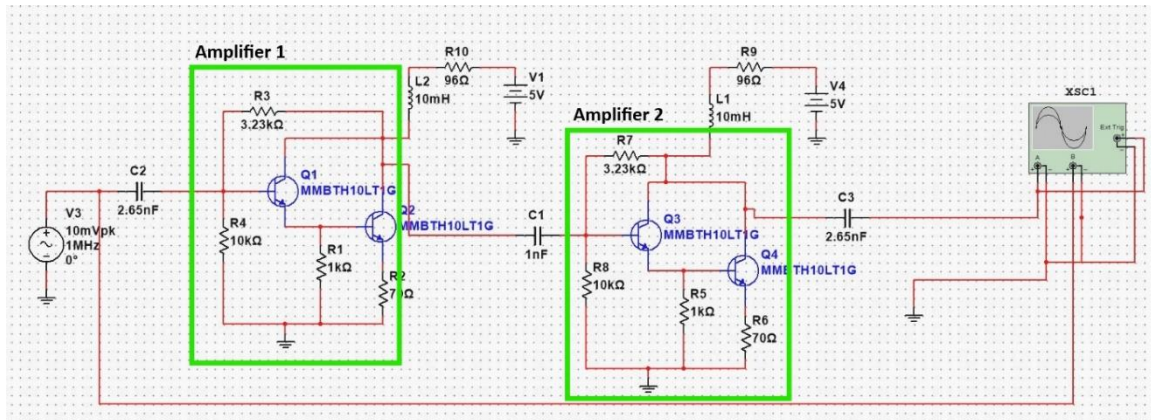 Amplifier 1
R10
96Ω
V1
5V
L2
10mH
R3
3.23kΩ
C2
2.65nF
Q1
MMBTH10LT1G
V3
10mVpk
1MHz
0°
R4
10kΩ
R1
1kΩ
Q2
MMBTH10LT1G
R2
70Ω
C1
1nF
Amplifier 2
R9
96Ω
V4
5V
L1
10mH
R7
3.23kΩ
Q3
MMBTH10LT1G
R8
10kΩ
R5
1kΩ
Q4
MMBTH10LT1G
R6
70Ω
C3
2.65nF
XSC1
Ext Trig
A
B